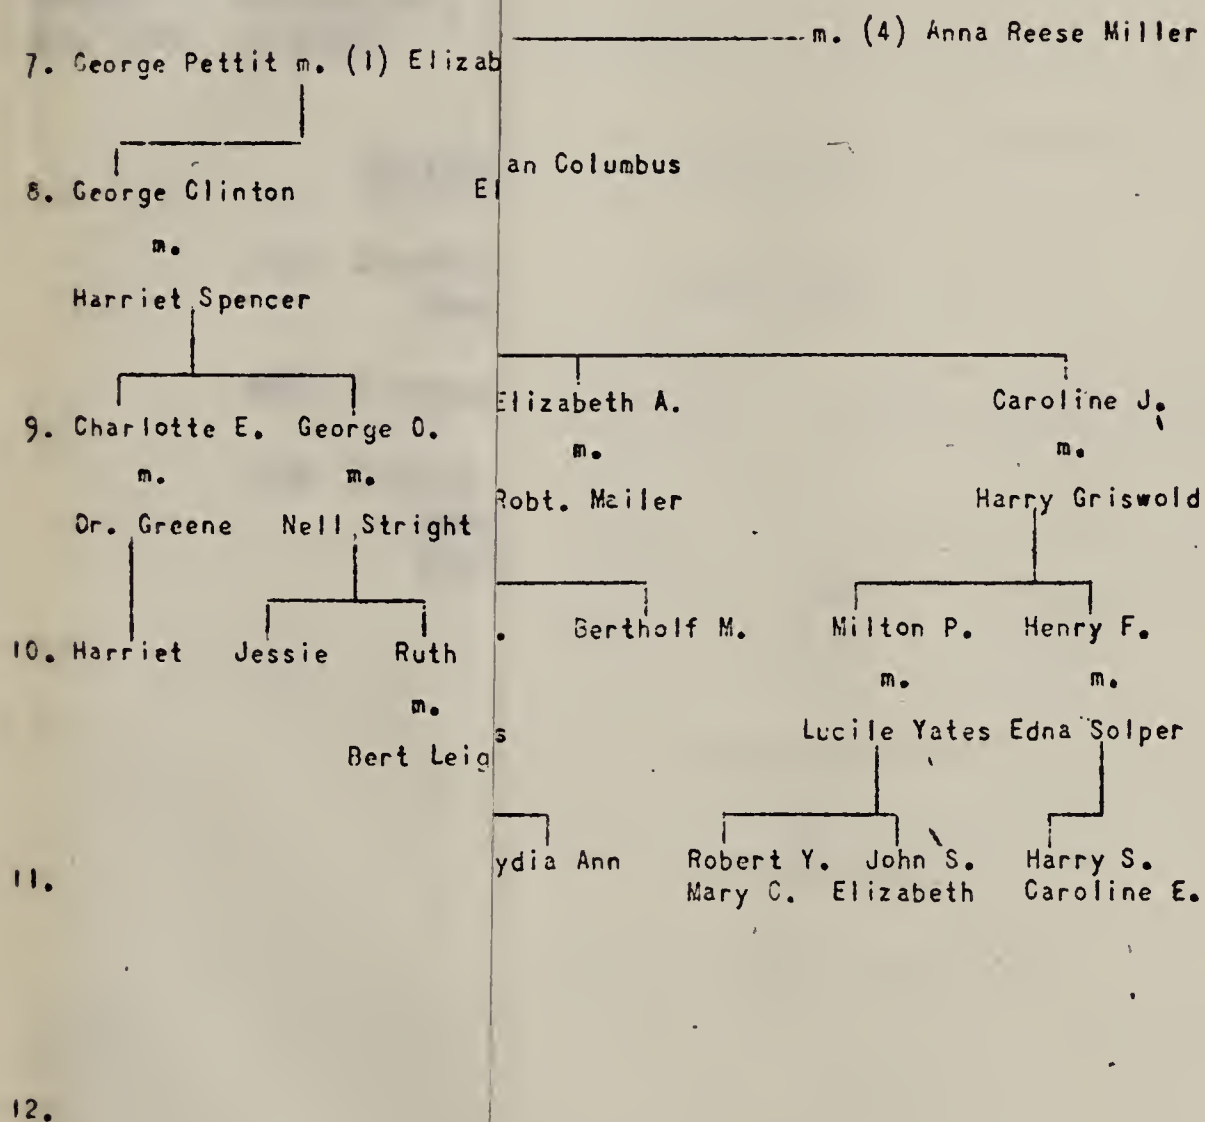 m. (4) Anna Reese Miller
7. George Pettit m. (1) Elizab
an Columbus
8. George Clinton El
m.
Harriet Spencer
Elizabeth A. Caroline J.
9. Charlotte E. George O.
m. m.
m. m.
Robt. Mailer Harry Griswold
Dr. Greene Nell Stright
. Bertholf M. Milton P. Henry F.
10. Harriet Jessie Ruth
m. m.
m.
s Lucile Yates Edna Solper
Bert Leig
ydia Ann Robert Y. John S. Harry S.
11.
Mary C. Elizabeth Caroline E.
12.